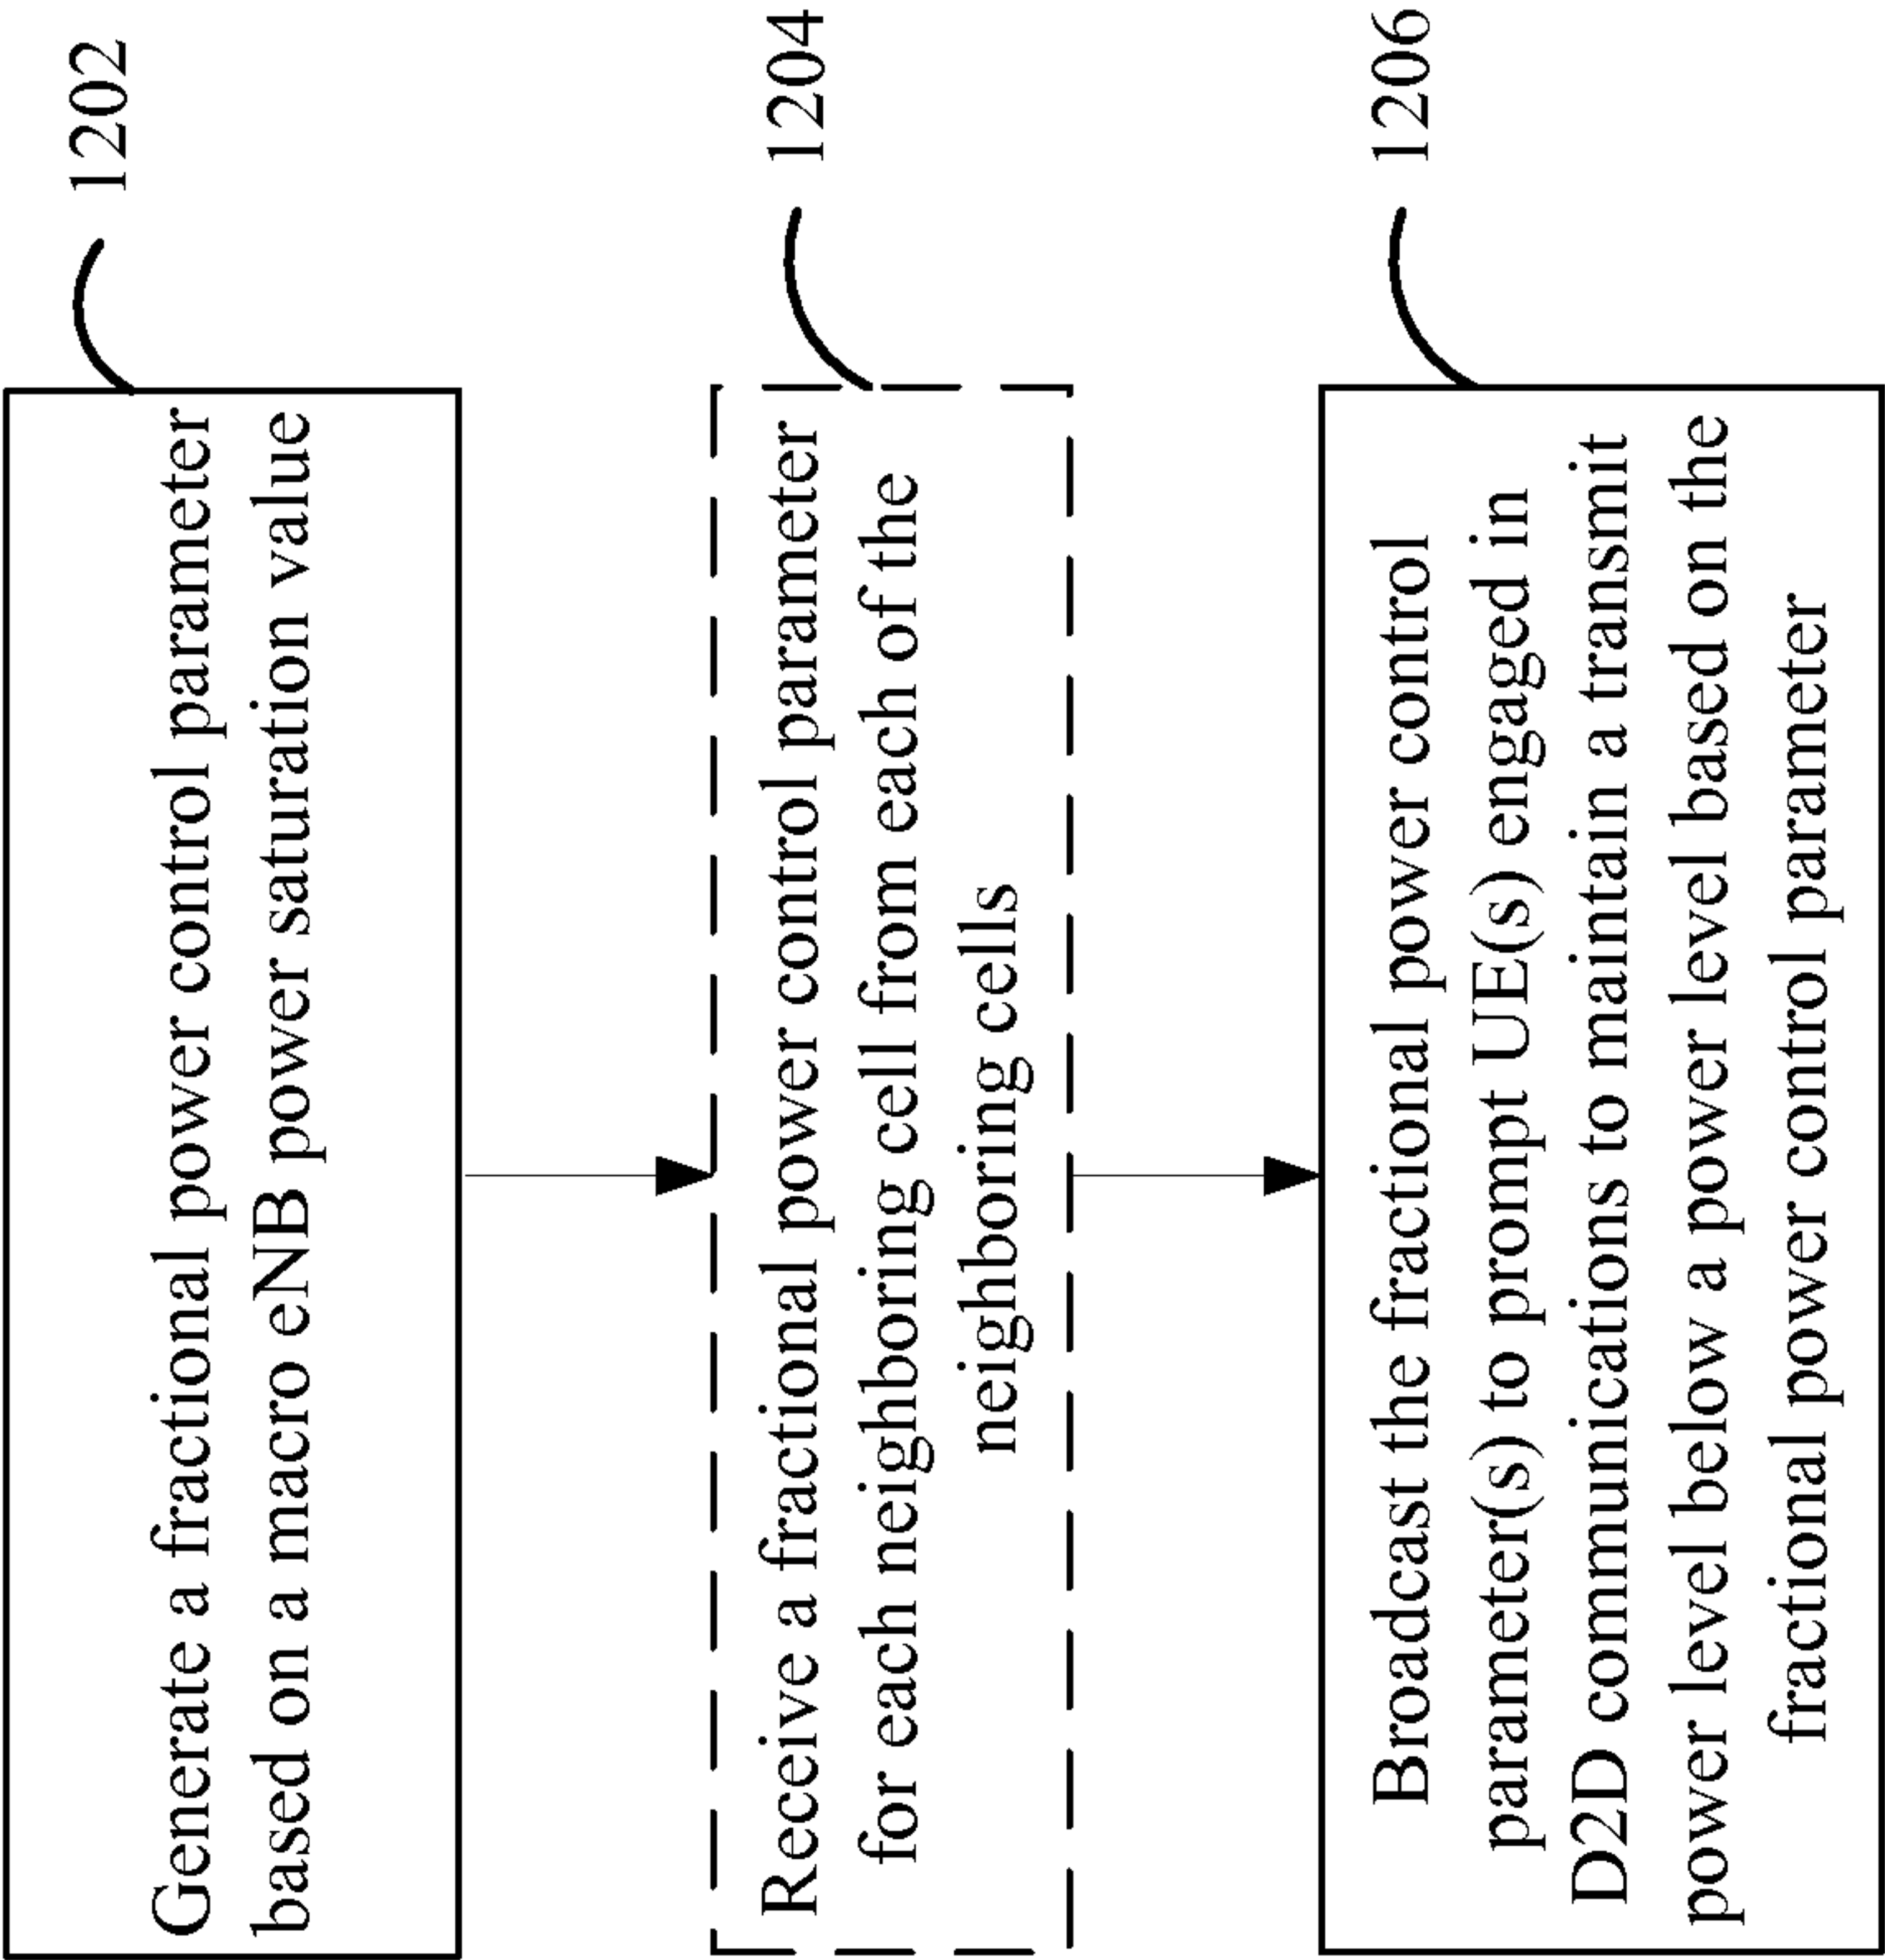 1202
Generate a fractional power control parameter
based on a macro eNB power saturation value
1204
Receive a fractional power control parameter
for each neighboring cell from each of the
neighboring cells
1206
Broadcast the fractional power control
parameter(s) to prompt UE(s) engaged in
D2D communications to maintain a transmit
power level below a power level based on the
fractional power control parameter